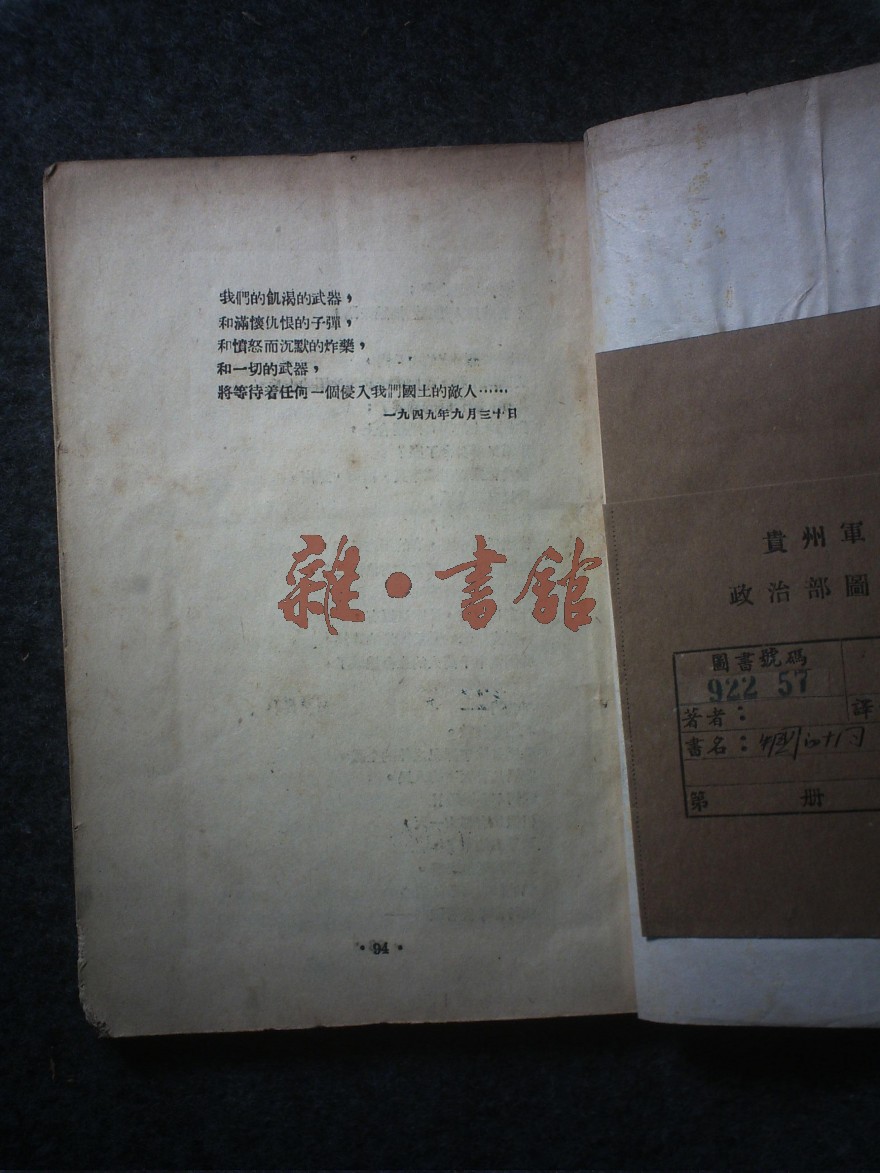 我們的飢渴的武器，
和滿懷仇恨的子彈，
和憤怒而沉默的炸藥，
和一切的武器，
將等待着任何一個侵入我們國土的敵人……
一九四九年九月三十日
• 94 •
雜•書館
貴州軍
政治部圖
圖書號碼
922 57
著者：
譯
書名：
第 册